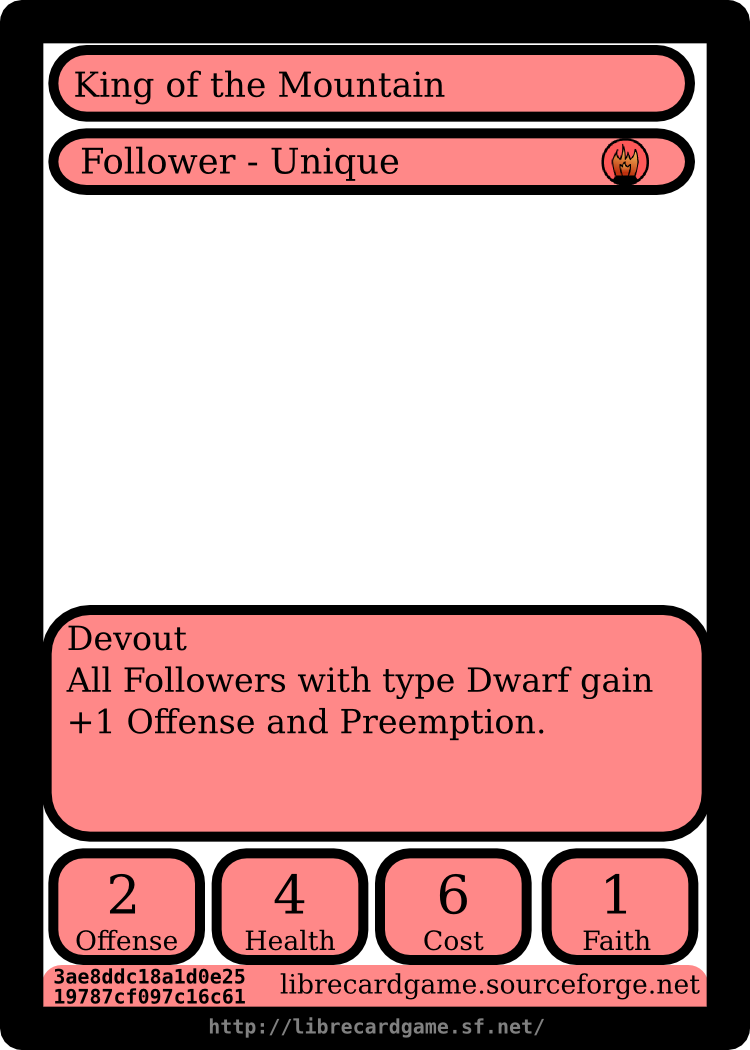 King of the Mountain
Follower - Unique
Devout
All Followers with type Dwarf gain
+1 Offense and Preemption.
2 4 6 1
Offense Health Cost Faith
3ae8ddc18a1d0e25
19787cf097c16c61
librecardgame.sourceforge.net
http://librecardgame.sf.net/